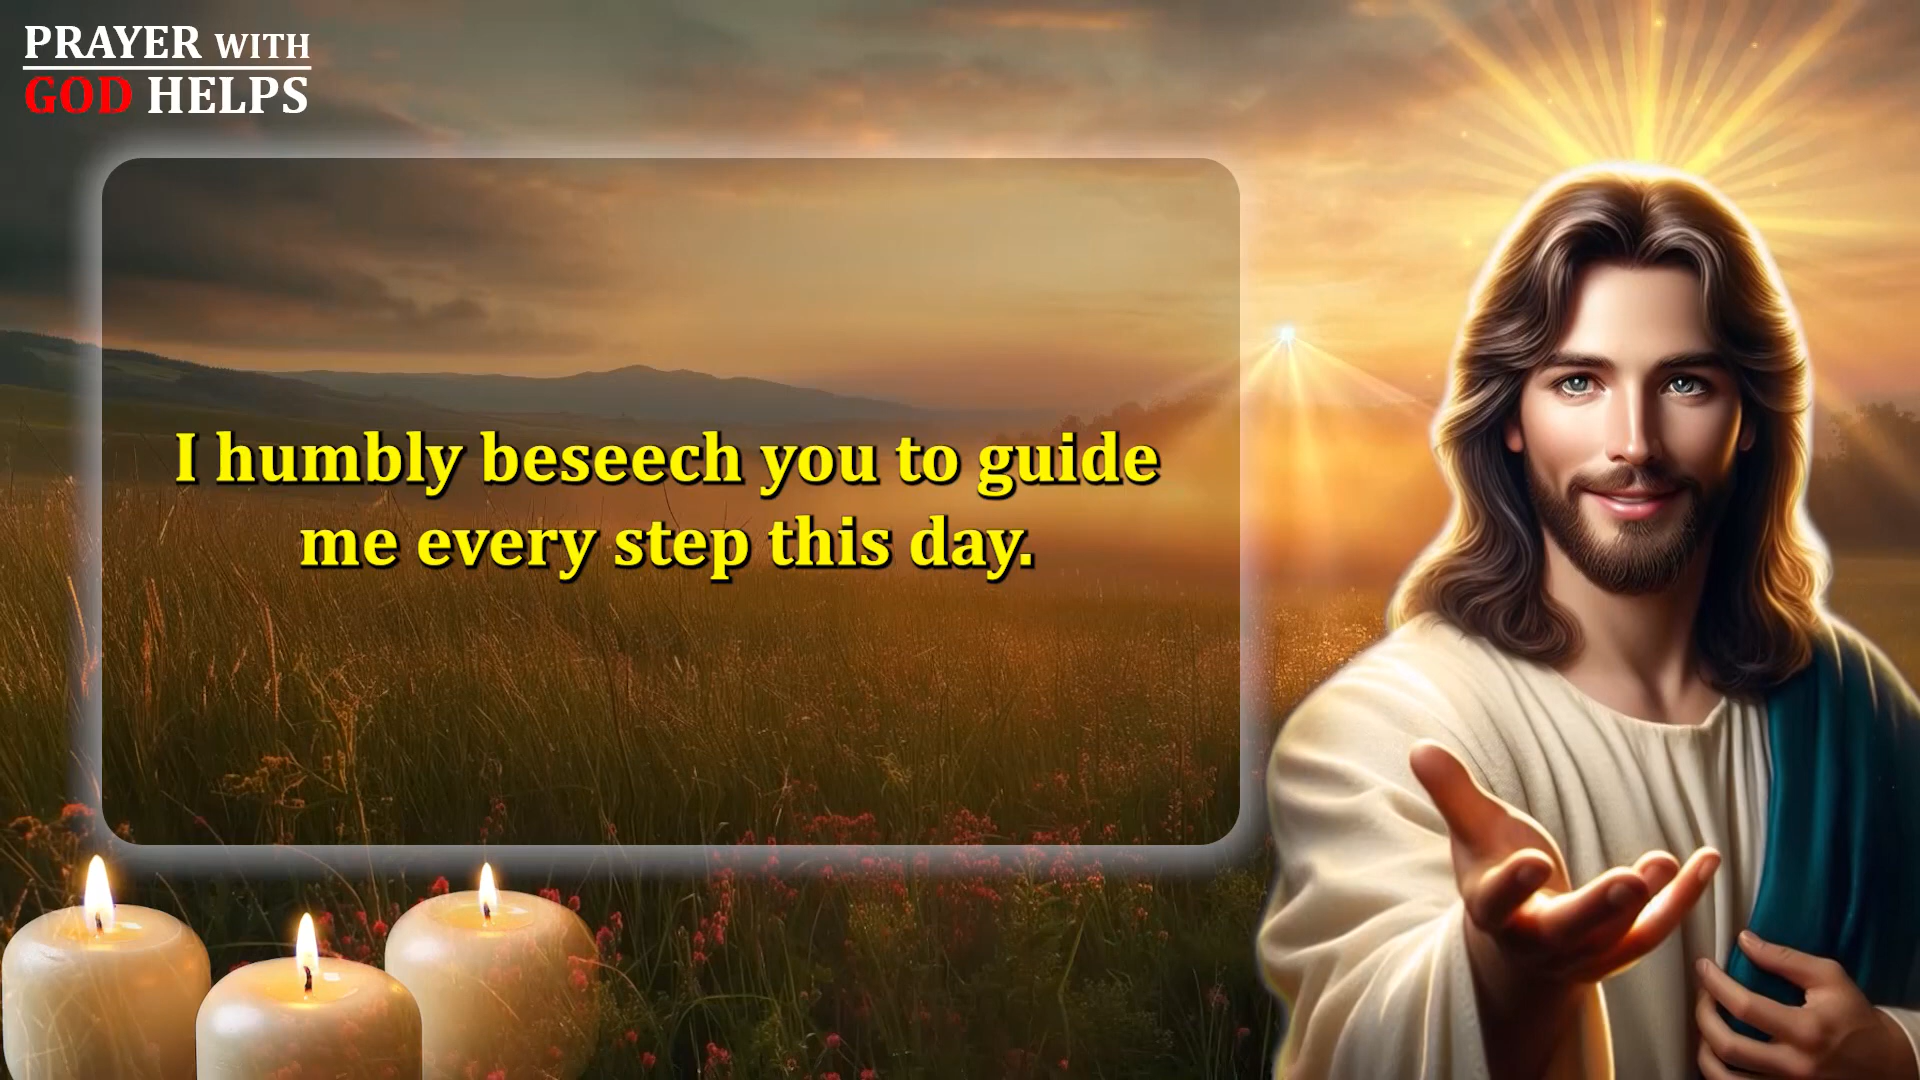 PRAYER WITH
GOD HELPS
I humbly beseech you to guide
me every step this day.